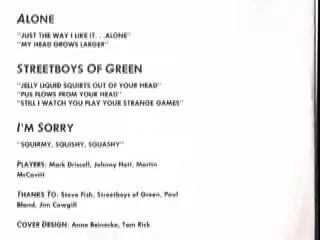 ALONE
"JUST THE WAY I LIKE IT. . .ALONE"
"MY HEAD GROWS LARGER"
STREETBOYS OF GREEN
"JELLY LIQUID SQUIRTS OUT OF YOUR HEAD"
"PUS FLOWS FROM YOUR HEAD"
"STILL I WATCH YOU PLAY YOUR STRANGE GAMES"
I'M SORRY
"SQUIRMY, SQUISHY, SQUASHY"
PLAYERS: Mark Driscoll, Johnny Hott, Martin
McCavitt
THANKS TO: Steve Fish, Streetboys of Green, Paul
Bland, Jim Cowgill
COVER DESIGN: Anne Beinecke, Tom Rick